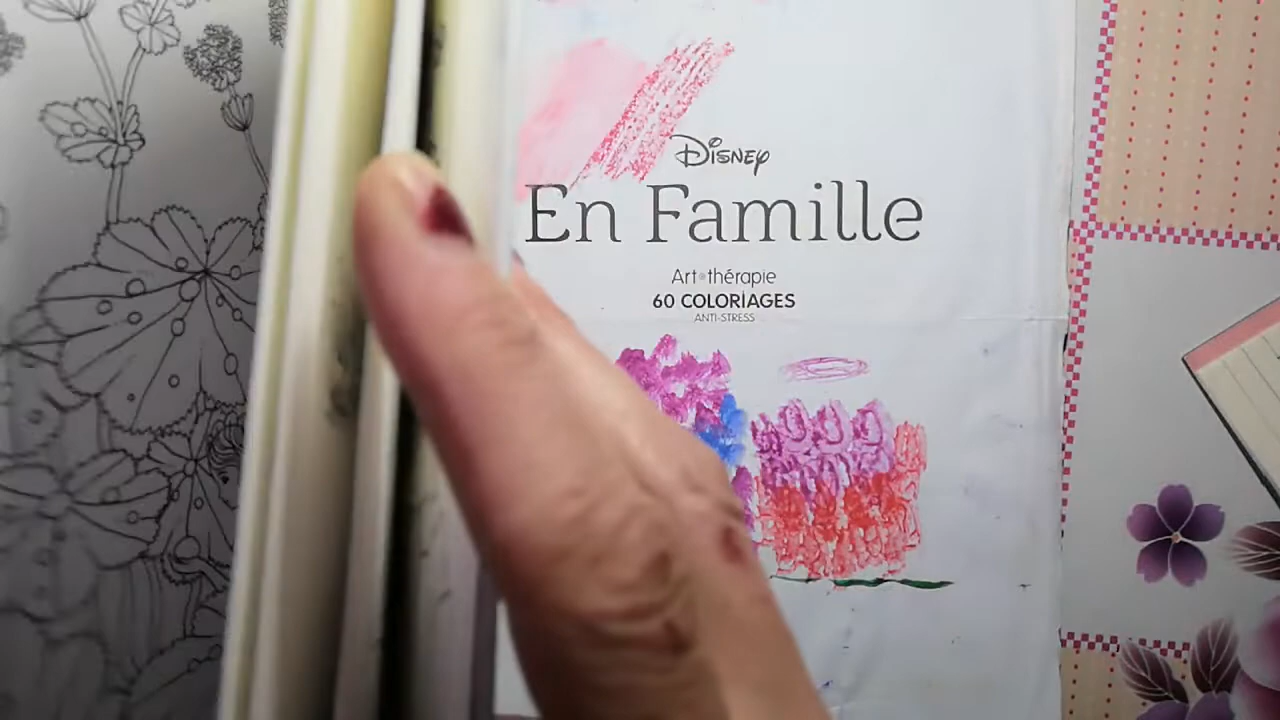 Disney
En Famille
Art•thérapie
60 COLORIAGES
ANTI-STRESS